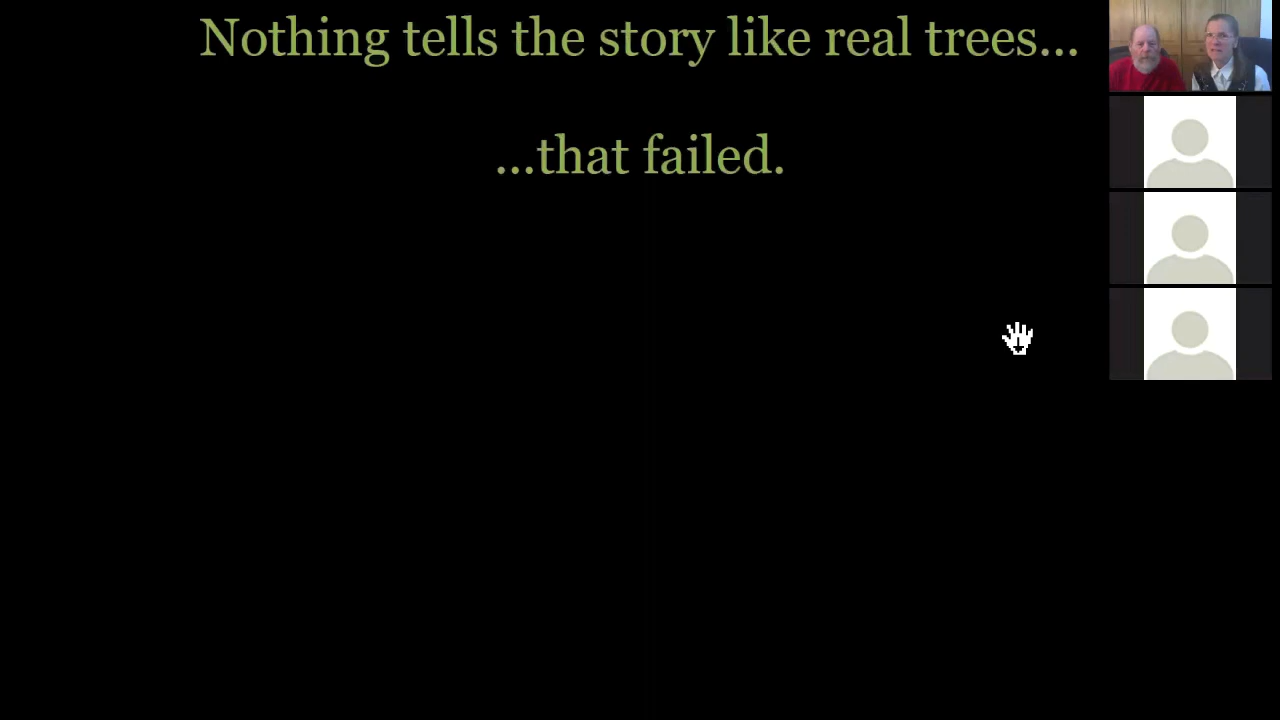 Nothing tells the story like real trees...
...that failed.